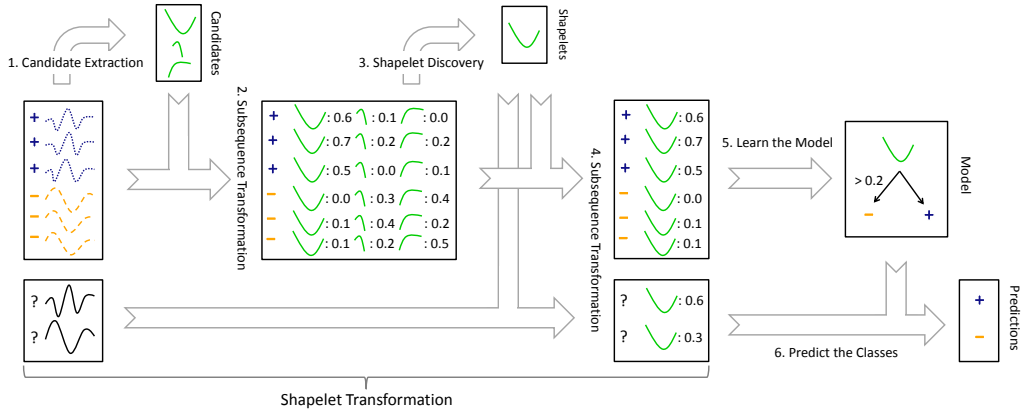 Candidates
Shapelets
1. Candidate Extraction
3. Shapelet Discovery
2. Subsequence Transformation
+
+
+
−
−
−
+ : 0.6 : 0.1 : 0.0
+ : 0.7 : 0.2 : 0.2
+ : 0.5 : 0.0 : 0.1
− : 0.0 : 0.3 : 0.4
− : 0.1 : 0.4 : 0.2
− : 0.1 : 0.2 : 0.5
4. Subsequence Transformation
+ : 0.6
+ : 0.7
+ : 0.5
− : 0.0
− : 0.1
− : 0.1
5. Learn the Model
> 0.2
− +
Model
?
?
? : 0.6
? : 0.3
6. Predict the Classes
+
−
Predictions
Shapelet Transformation